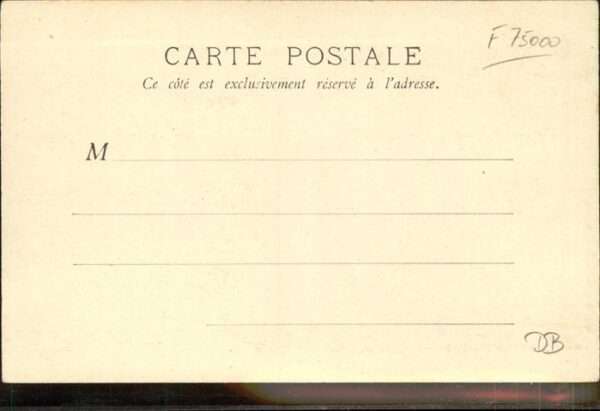 F 75000
CARTE POSTALE
Ce côté est exclusivement réservé à l'adresse.
M
DB